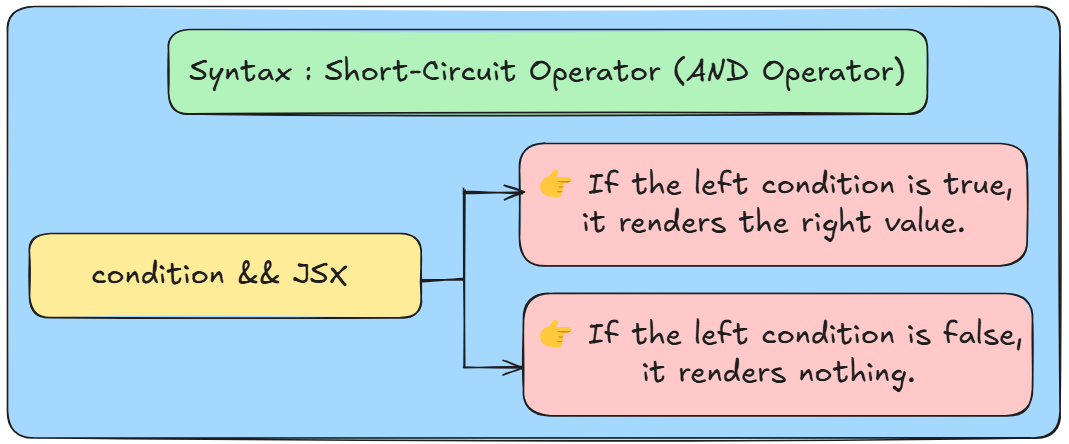 Syntax : Short-Circuit Operator (AND Operator)
👉 If the left condition is true,
it renders the right value.
condition && JSX
👉 If the left condition is false,
it renders nothing.